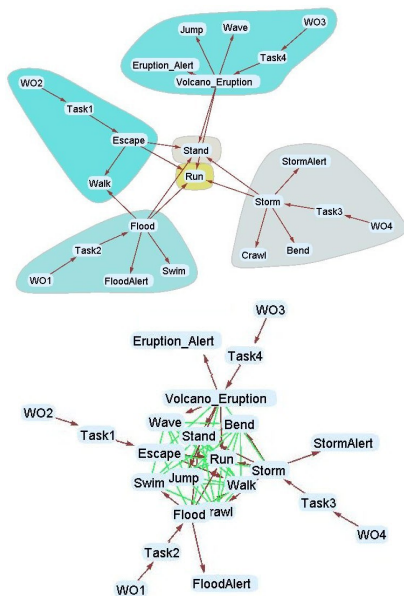 WO3
Jump
Wave
Task4
Eruption_Alert
Volcano_Eruption
WO2
Task1
Escape
Stand
Run
Walk
StormAlert
Storm
Task3
WO4
Crawl
Bend
Flood
Task2
Swim
WO1
FloodAlert
WO3
Eruption_Alert
Task4
Volcano_Eruption
WO2
Wave
Bend
Task1
Stand
StormAlert
Escape
Run
Storm
Jump
Walk
Swim
Task3
Flood
rawl
WO4
Task2
WO1
FloodAlert